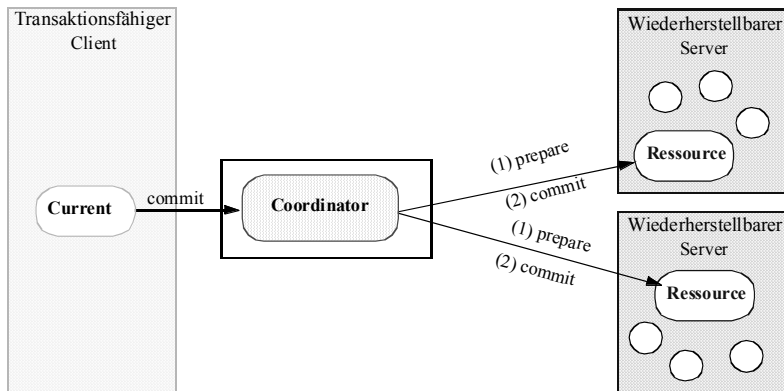 Transaktionsfähiger
Client
Current
commit
Coordinator
(1) prepare
(2) commit
(1) prepare
(2) commit
Wiederherstellbarer
Server
Ressource
Wiederherstellbarer
Server
Ressource